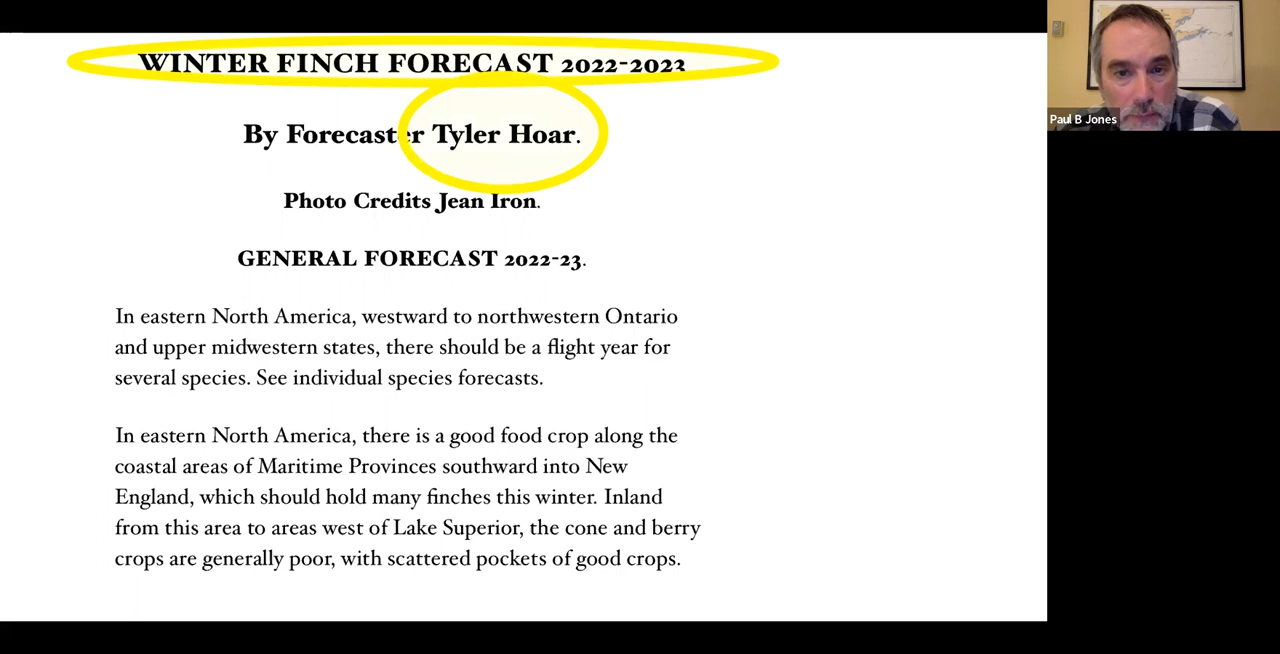 WINTER FINCH FORECAST 2022-2023
By Forecaster Tyler Hoar.
Photo Credits Jean Iron.
GENERAL FORECAST 2022-23.
In eastern North America, westward to northwestern Ontario
and upper midwestern states, there should be a flight year for
several species. See individual species forecasts.
In eastern North America, there is a good food crop along the
coastal areas of Maritime Provinces southward into New
England, which should hold many finches this winter. Inland
from this area to areas west of Lake Superior, the cone and berry
crops are generally poor, with scattered pockets of good crops.
Paul B Jones